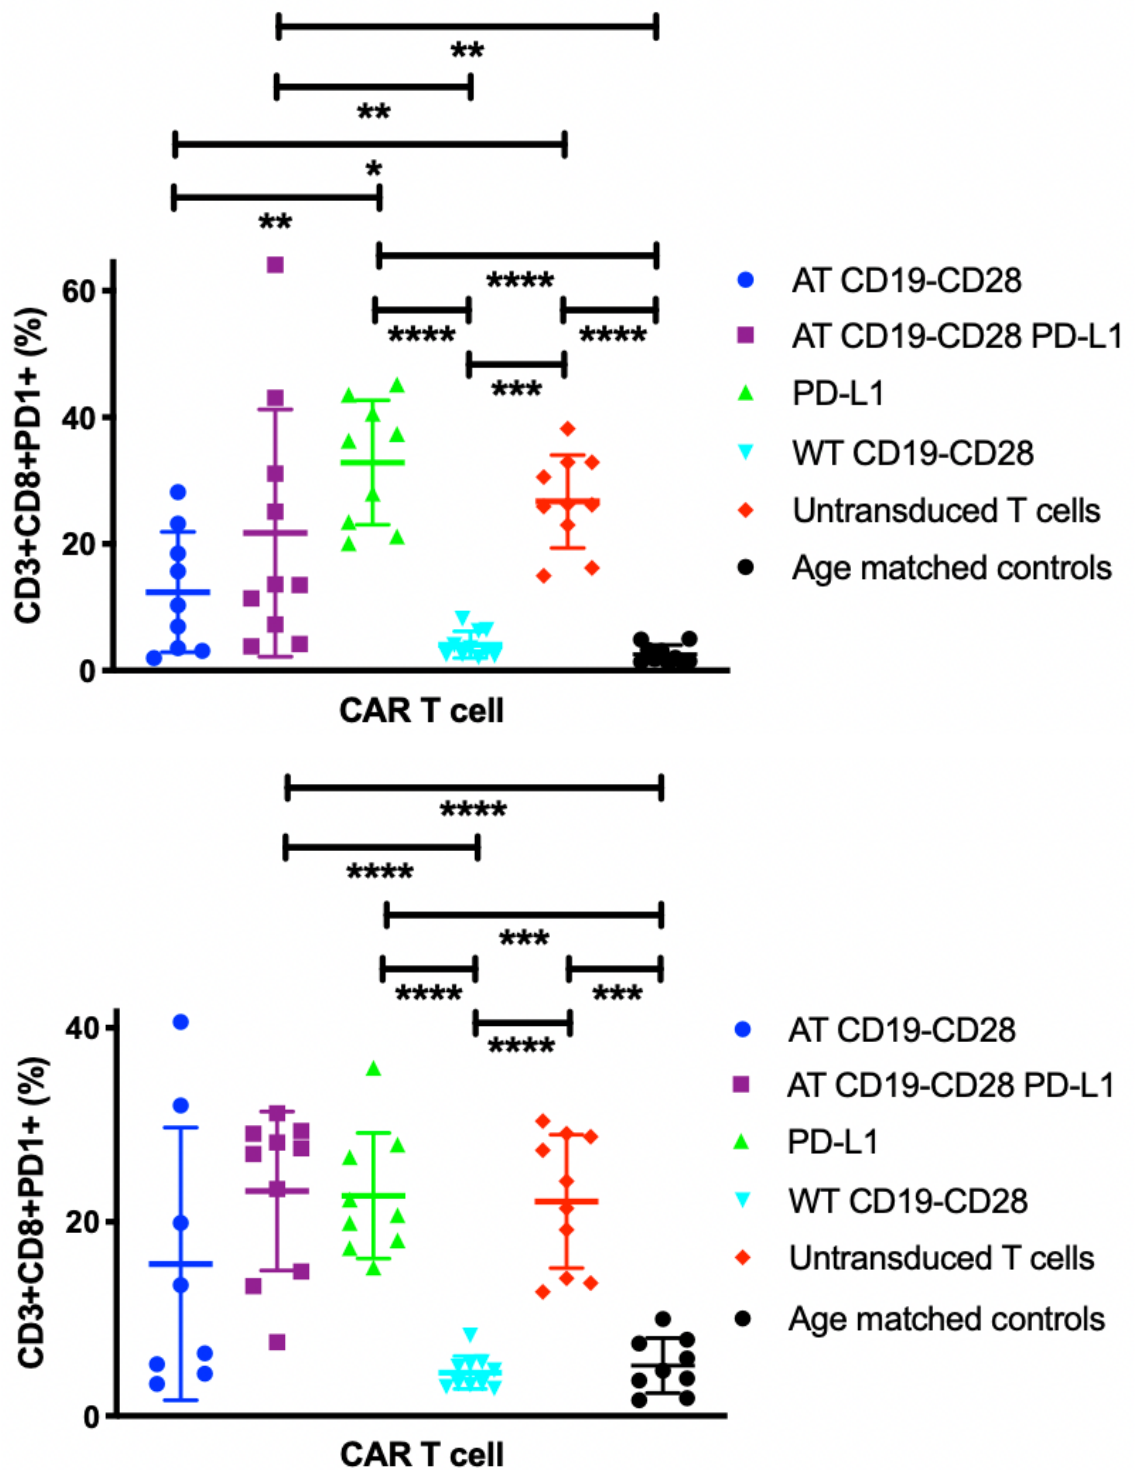 **
**
*
**
****
**** ****
***
60
40
20
0
CD3+CD8+PD1+ (%)
CAR T cell
AT CD19-CD28
AT CD19-CD28 PD-L1
PD-L1
WT CD19-CD28
Untransduced T cells
Age matched controls
****
****
***
**** ***
****
40
20
0
CD3+CD8+PD1+ (%)
CAR T cell
AT CD19-CD28
AT CD19-CD28 PD-L1
PD-L1
WT CD19-CD28
Untransduced T cells
Age matched controls